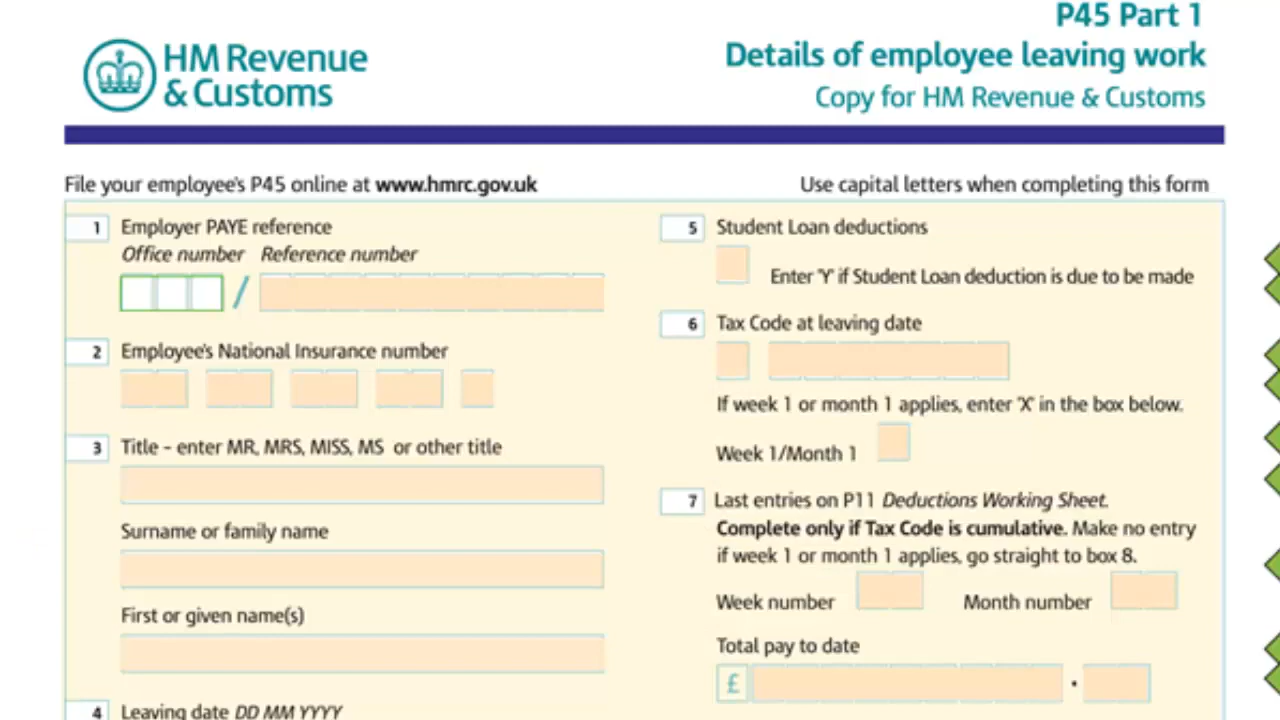 HM Revenue
& Customs
P45 Part 1
Details of employee leaving work
Copy for HM Revenue & Customs
File your employee's P45 online at www.hmrc.gov.uk
Use capital letters when completing this form
1 Employer PAYE reference
Office number Reference number
/
2 Employee's National Insurance number
3 Title – enter MR, MRS, MISS, MS or other title
Surname or family name
First or given name(s)
4 Leaving date DD MM YYYY
5 Student Loan deductions
Enter 'Y' if Student Loan deduction is due to be made
6 Tax Code at leaving date
If week 1 or month 1 applies, enter 'X' in the box below.
Week 1/Month 1
7 Last entries on P11 Deductions Working Sheet.
Complete only if Tax Code is cumulative. Make no entry
if week 1 or month 1 applies, go straight to box 8.
Week number Month number
Total pay to date
£ .